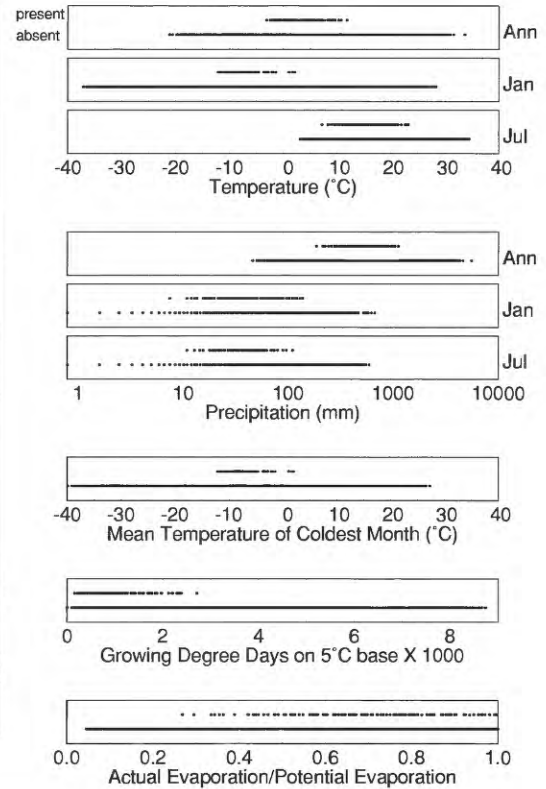 present
absent
Ann
Jan
Jul
-40 -30 -20 -10 0 10 20 30 40
Temperature (˚C)
Ann
Jan
Jul
1 10 100 1000 10000
Precipitation (mm)
-40 -30 -20 -10 0 10 20 30 40
Mean Temperature of Coldest Month (˚C)
0 2 4 6 8
Growing Degree Days on 5˚C base X 1000
0.0 0.2 0.4 0.6 0.8 1.0
Actual Evaporation/Potential Evaporation